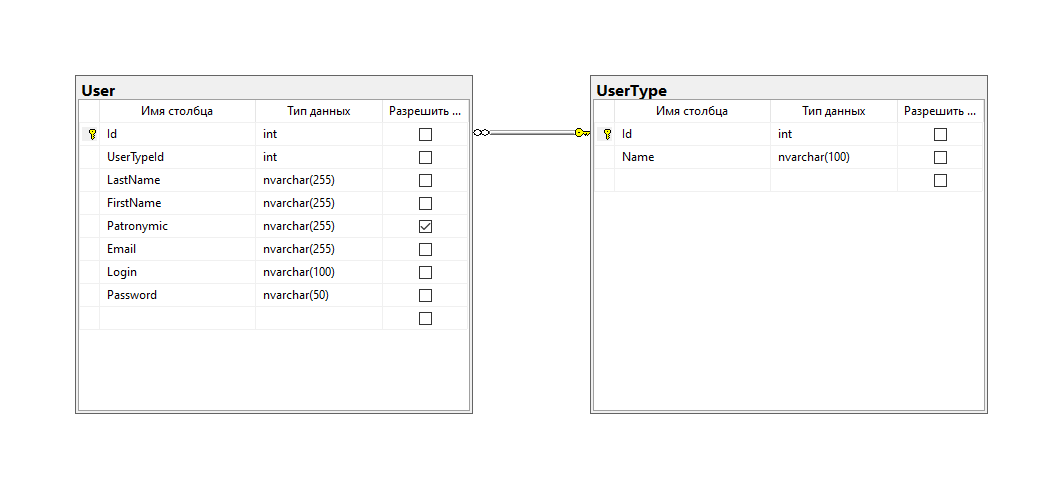 User
Имя столбца Тип данных Разрешить ...
Id int
UserTypeId int
LastName nvarchar(255)
FirstName nvarchar(255)
Patronymic nvarchar(255)
Email nvarchar(255)
Login nvarchar(100)
Password nvarchar(50)
UserType
Имя столбца Тип данных Разрешить ...
Id int
Name nvarchar(100)